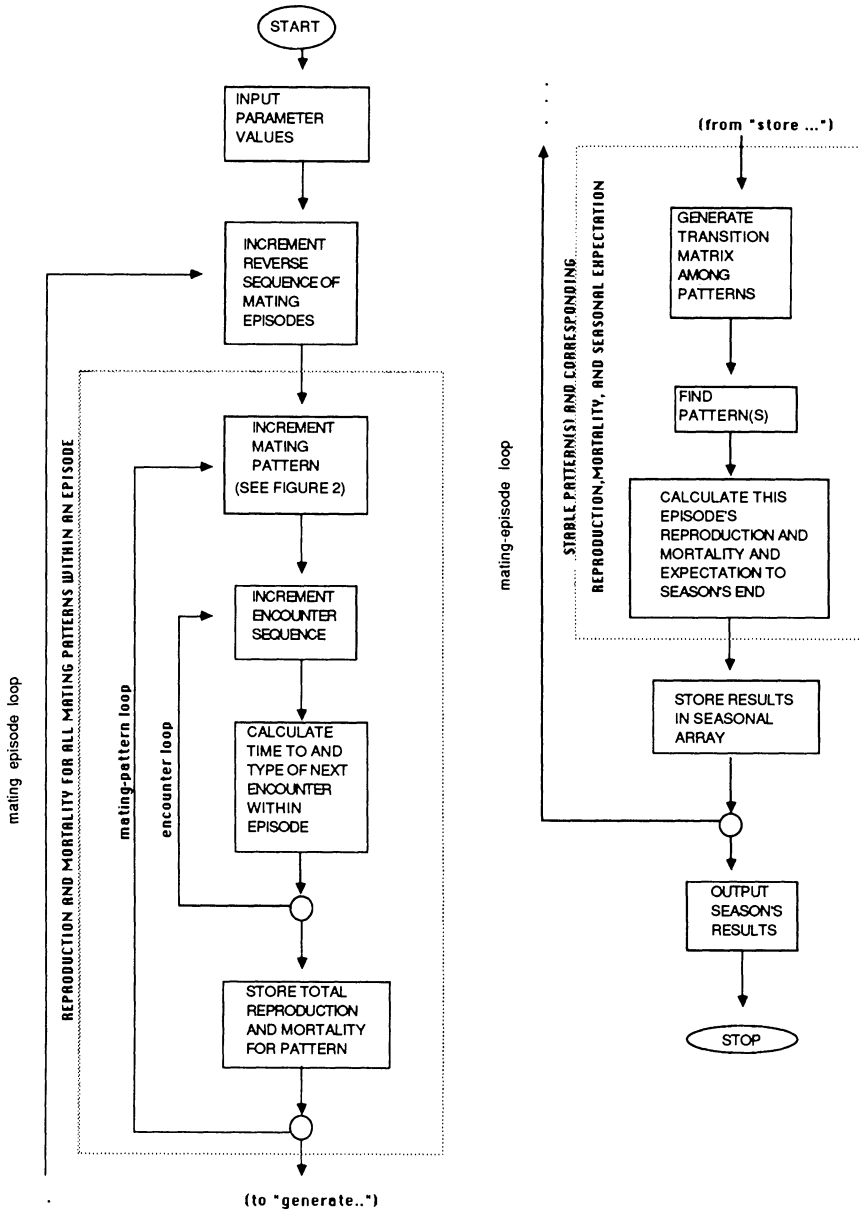 START
INPUT
PARAMETER
VALUES
INCREMENT
REVERSE
SEQUENCE OF
MATING
EPISODES
INCREMENT
MATING
PATTERN
(SEE FIGURE 2)
INCREMENT
ENCOUNTER
SEQUENCE
CALCULATE
TIME TO AND
TYPE OF NEXT
ENCOUNTER
WITHIN
EPISODE
STORE TOTAL
REPRODUCTION
AND MORTALITY
FOR PATTERN
(to "generate..")
mating episode loop
REPRODUCTION AND MORTALITY FOR ALL MATING PATTERNS WITHIN AN EPISODE
mating-pattern loop
encounter loop
(from "store ...")
GENERATE
TRANSITION
MATRIX
AMONG
PATTERNS
FIND
PATTERN(S)
CALCULATE THIS
EPISODE'S
REPRODUCTION AND
MORTALITY AND
EXPECTATION TO
SEASON'S END
STORE RESULTS
IN SEASONAL
ARRAY
OUTPUT
SEASON'S
RESULTS
STOP
mating-episode loop
STABLE PATTERN(S) AND CORRESPONDING
REPRODUCTION, MORTALITY, AND SEASONAL EXPECTATION